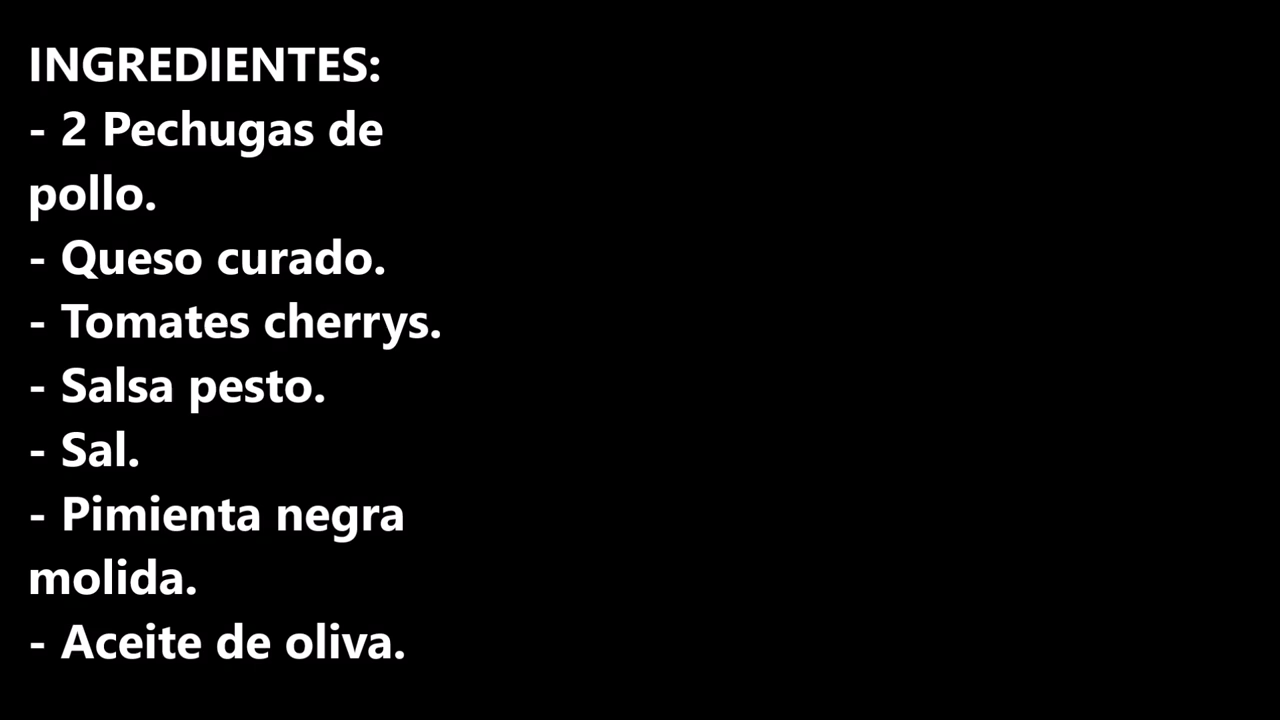 INGREDIENTES:
- 2 Pechugas de
pollo.
- Queso curado.
- Tomates cherrys.
- Salsa pesto.
- Sal.
- Pimienta negra
molida.
- Aceite de oliva.